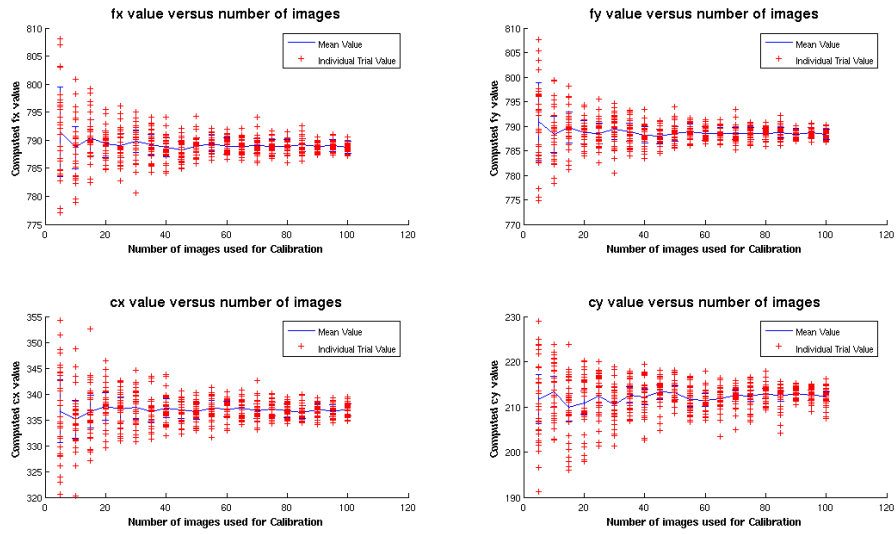 fx value versus number of images
810
805
800
795
790
785
780
775
Computed fx value
Mean Value
Individual Trial Value
0 20 40 60 80 100 120
Number of images used for Calibration
fy value versus number of images
810
800
790
780
770
Computed fy value
Mean Value
Individual Trial Value
0 20 40 60 80 100 120
Number of images used for Calibration
cx value versus number of images
355
350
345
340
335
330
325
320
Computed cx value
Mean Value
Individual Trial Value
0 20 40 60 80 100 120
Number of images used for Calibration
cy value versus number of images
230
220
210
200
190
Computed cy value
Mean Value
Individual Trial Value
0 20 40 60 80 100 120
Number of images used for Calibration